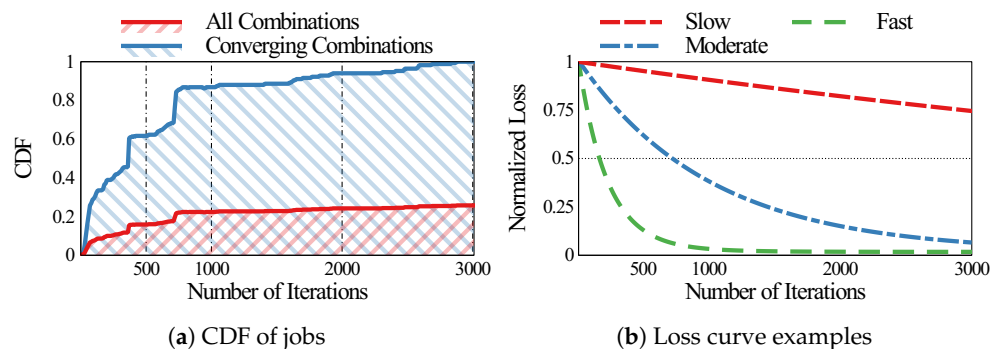 All Combinations
Converging Combinations
CDF
1
0.8
0.6
0.4
0.2
0
500 1000 2000 3000
Number of Iterations
(a) CDF of jobs
Slow Fast
Moderate
Normalized Loss
1
0.75
0.5
0.25
0
500 1000 2000 3000
Number of Iterations
(b) Loss curve examples